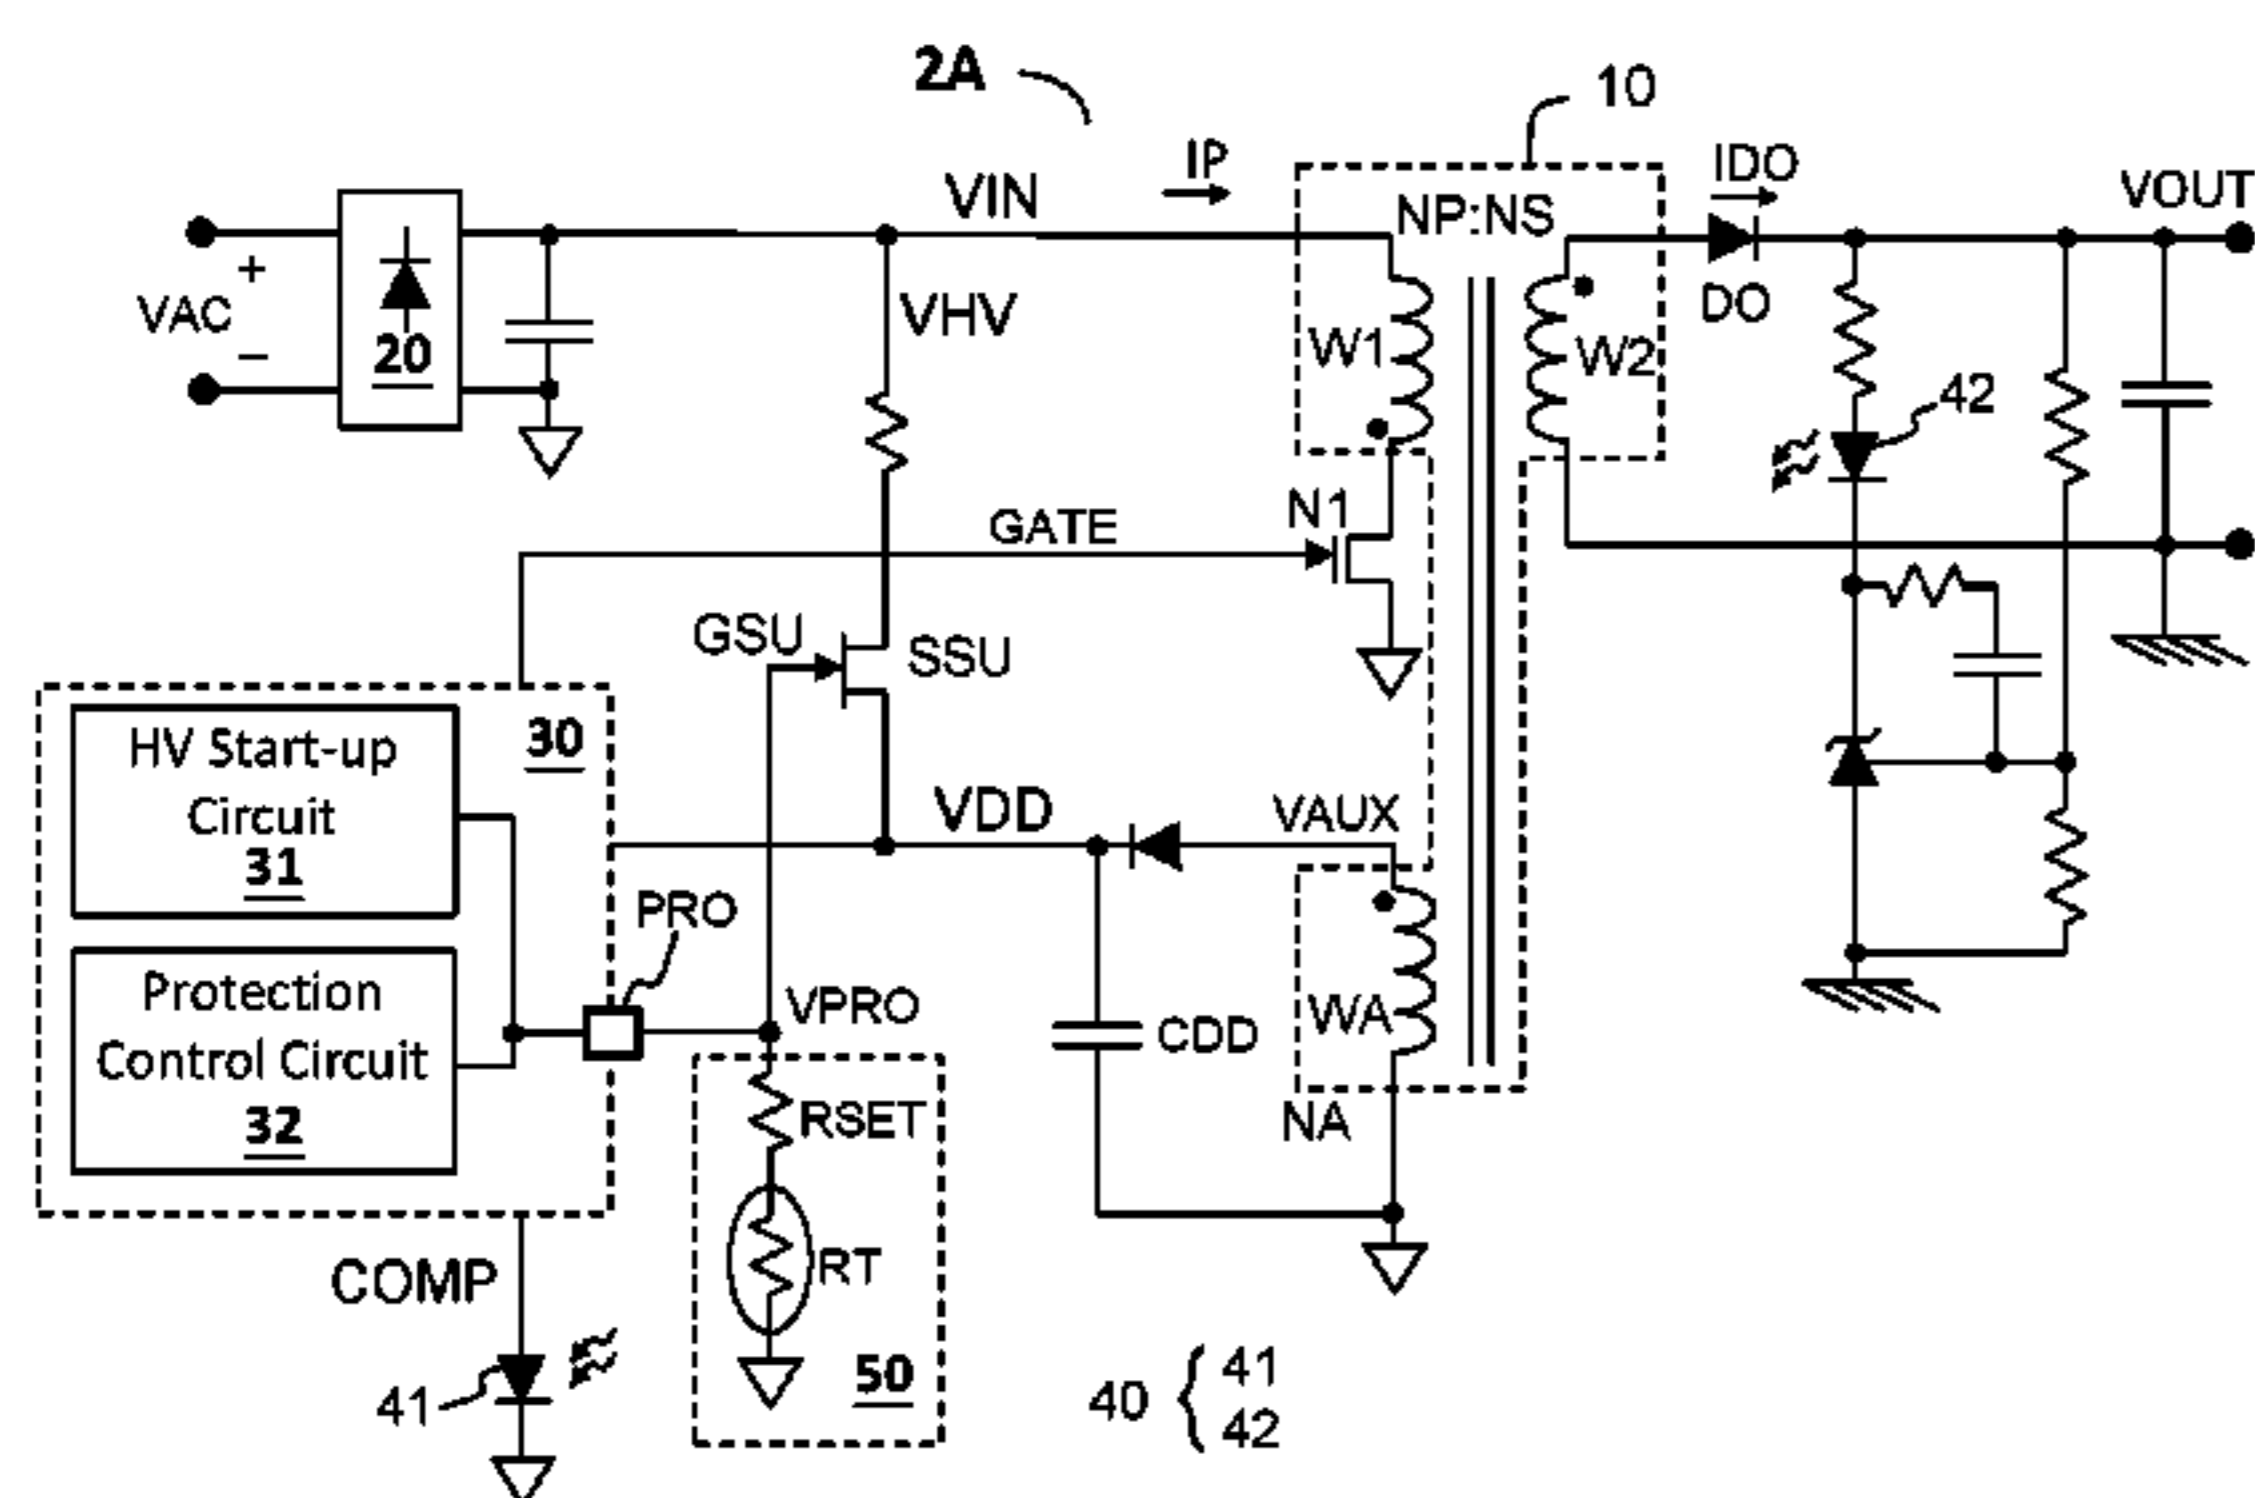 2A
10
IP
IDO
VIN
NP:NS
VOUT
+
VAC
−
20
VHV
W1
W2
DO
42
GATE
N1
GSU
SSU
HV Start-up
Circuit
31
30
VDD
VAUX
PRO
Protection
Control Circuit
32
VPRO
CDD
WA
RSET
NA
RT
COMP
50
41
40 { 41
42